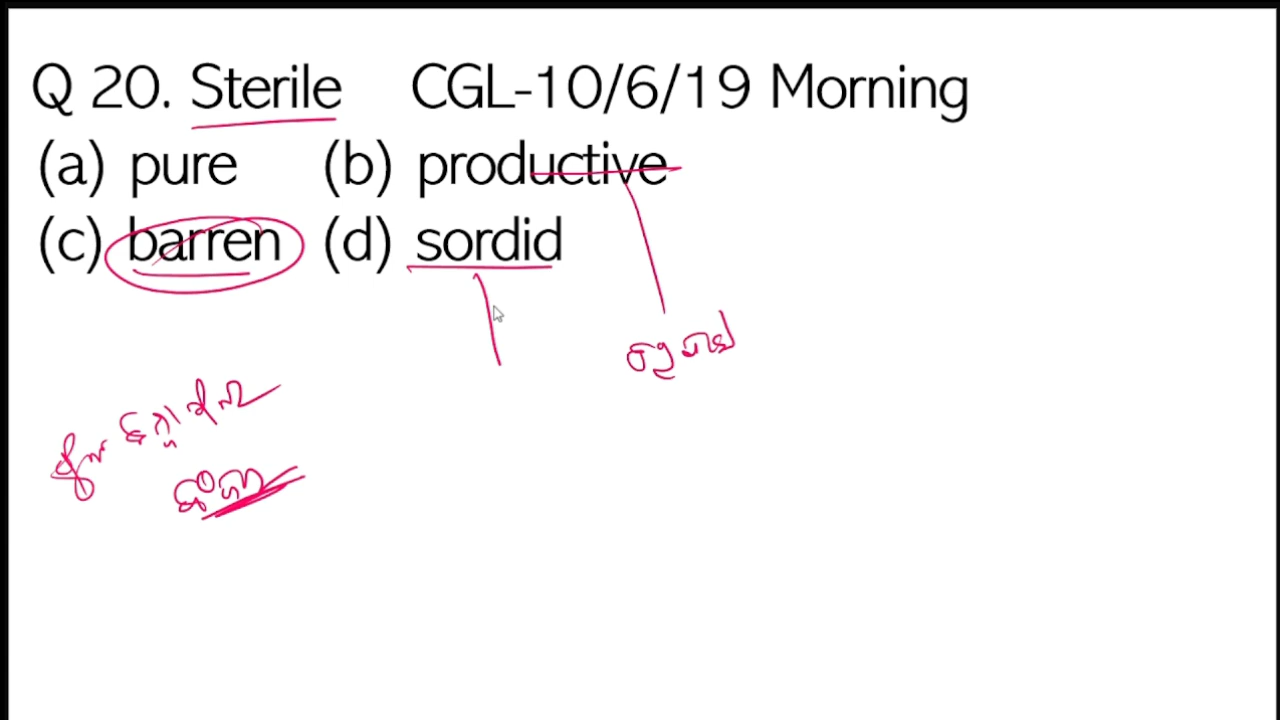 Q 20. Sterile CGL-10/6/19 Morning
(a) pure (b) productive
(c) barren (d) sordid